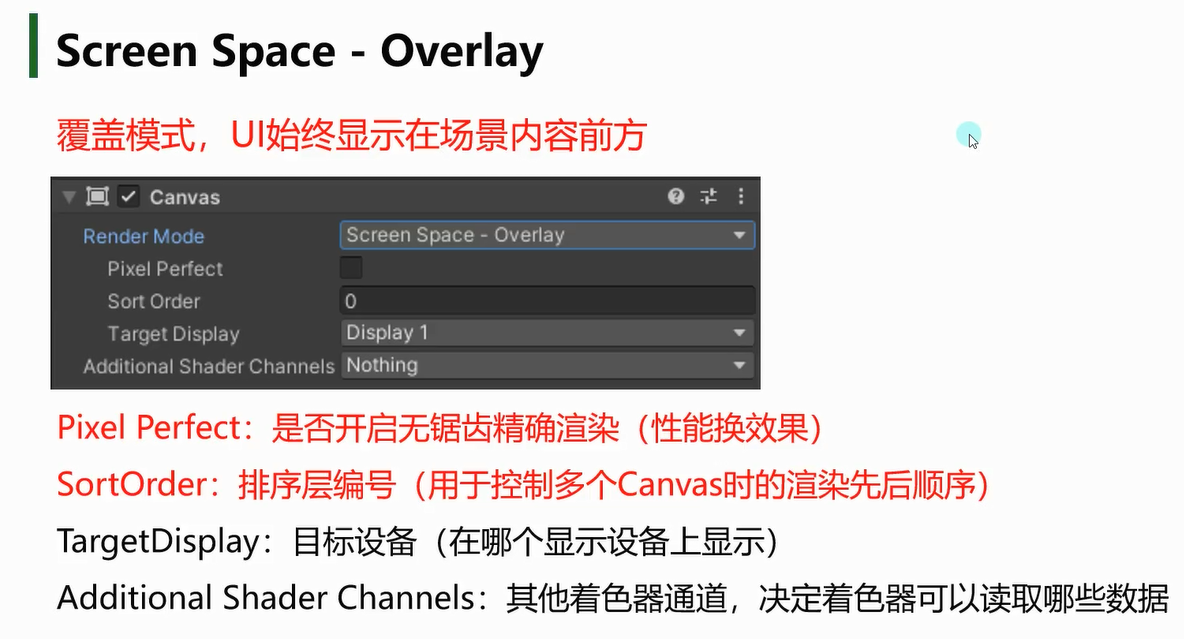 Screen Space - Overlay
覆盖模式，UI始终显示在场景内容前方
Canvas
Render Mode Screen Space - Overlay
Pixel Perfect
Sort Order 0
Target Display Display 1
Additional Shader Channels Nothing
Pixel Perfect：是否开启无锯齿精确渲染（性能换效果）
SortOrder：排序层编号（用于控制多个Canvas时的渲染先后顺序）
TargetDisplay：目标设备（在哪个显示设备上显示）
Additional Shader Channels：其他着色器通道，决定着色器可以读取哪些数据